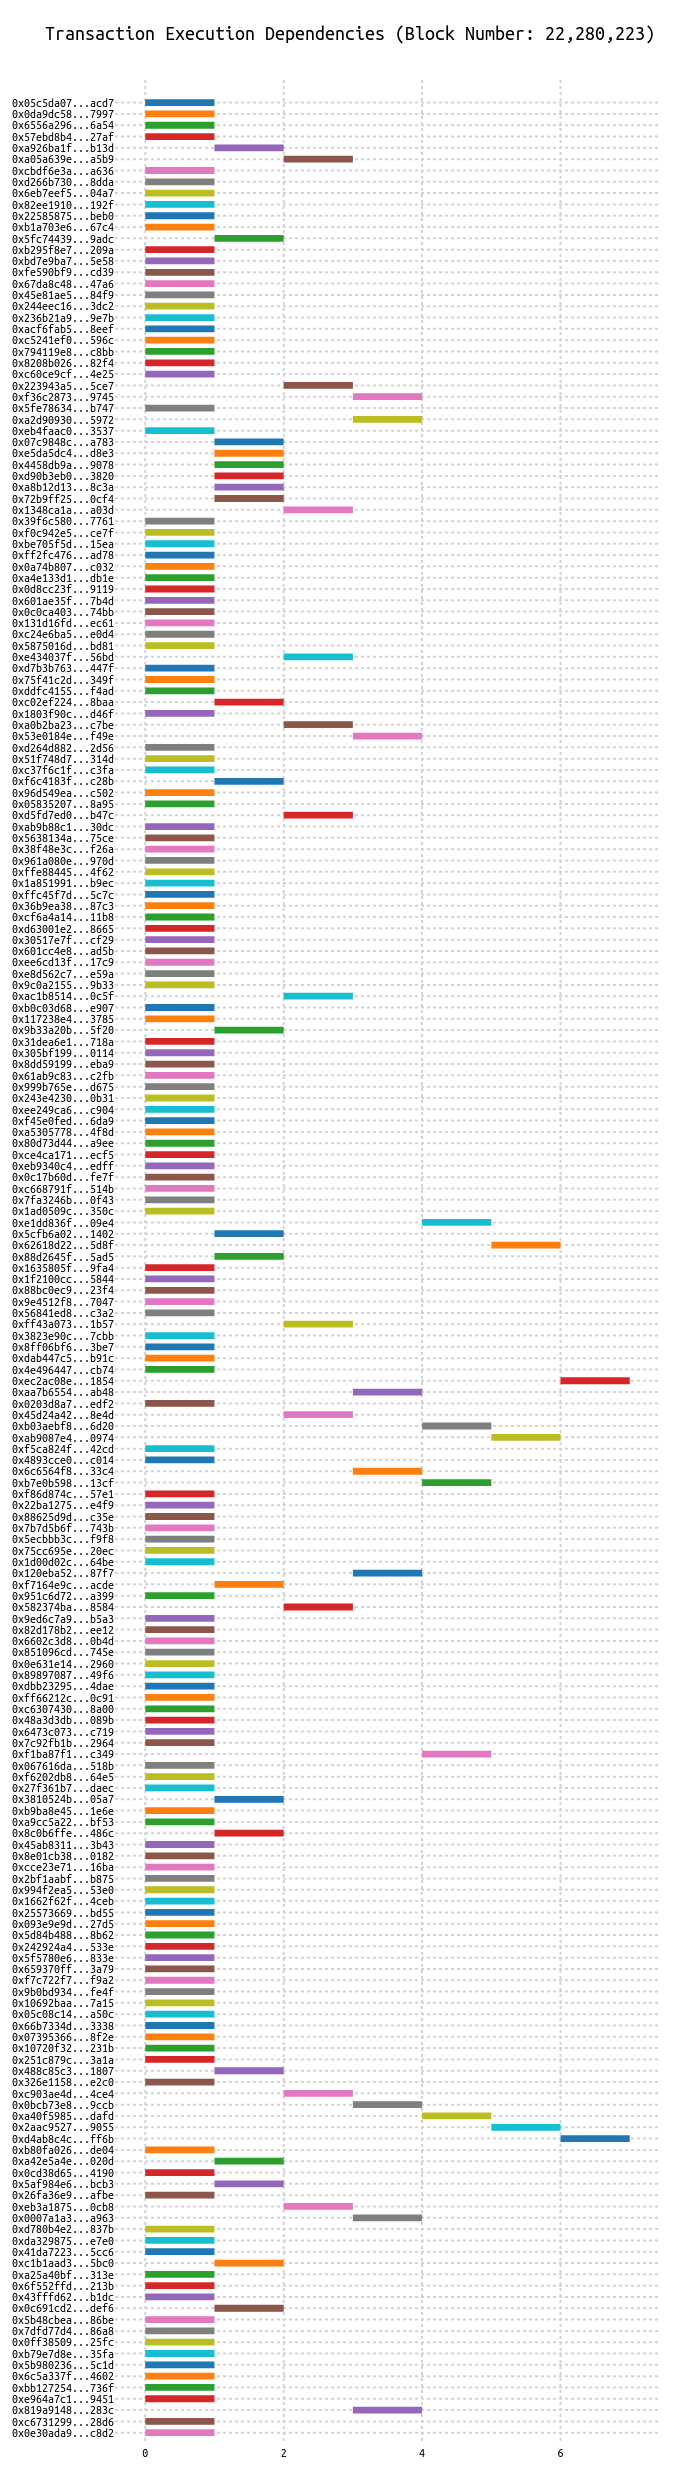 Transaction Execution Dependencies (Block Number: 22,280,223)
0x05c5da07...acd7
0x0da9dc58...7997
0x6556a296...6a54
0x57ebd8b4...27af
0xa926ba1f...b13d
0xa05a639e...a5b9
0xcbdf6e3a...a636
0xd266b730...8dda
0x6eb7eef5...04a7
0x82ee1910...192f
0x22585875...beb0
0xb1a703e6...67c4
0x5fc74439...9adc
0xb295f8e7...209a
0xbd7e9ba7...5e58
0xfe590bf9...cd39
0x67da8c48...47a6
0x45e81ae5...84f9
0x244eec16...3dc2
0x236b21a9...9e7b
0xacf6fab5...8eef
0xc5241ef0...596c
0x794119e8...c8bb
0x8208b026...82f4
0xc60ce9cf...4e25
0x223943a5...5ce7
0xf36c2873...9745
0x5fe78634...b747
0xa2d90930...5972
0xeb4faac0...3537
0x07c9848c...a783
0xe5da5dc4...d8e3
0x4458db9a...9078
0xd90b3eb0...3820
0xa8b12d13...8c3a
0x72b9ff25...0cf4
0x1348ca1a...a03d
0x39f6c580...7761
0xf0c942e5...ce7f
0xbe705f5d...15ea
0xff2fc476...ad78
0x0a74b807...c032
0xa4e133d1...db1e
0x0d8cc23f...9119
0x601ae35f...7b4d
0x0c0ca403...74bb
0x131d16fd...ec61
0xc24e6ba5...e0d4
0x5875016d...bd81
0xe434037f...56bd
0xd7b3b763...447f
0x75f41c2d...349f
0xddfc4155...f4ad
0xc02ef224...8baa
0x1803f90c...d46f
0xa0b2ba23...c7be
0x53e0184e...f49e
0xd264d882...2d56
0x51f748d7...314d
0xc37f6c1f...c3fa
0xf6c4183f...c28b
0x96d549ea...c502
0x05835207...8a95
0xd5fd7ed0...b47c
0xab9b88c1...30dc
0x5638134a...75ce
0x38f48e3c...f26a
0x961a080e...970d
0xffe88445...4f62
0x1a851991...b9ec
0xffc45f7d...5c7c
0x36b9ea38...87c3
0xcf6a4a14...11b8
0xd63001e2...8665
0x30517e7f...cf29
0x601cc4e8...ad5b
0xee6cd13f...17c9
0xe8d562c7...e59a
0x9c0a2155...9b33
0xac1b8514...0c5f
0xb0c03d68...e907
0x117238e4...3785
0x9b33a20b...5f20
0x31dea6e1...718a
0x305bf199...0114
0x8dd59199...eba9
0x61ab9c83...c2fb
0x999b765e...d675
0x243e4230...0b31
0xee249ca6...c904
0xf45e0fed...6da9
0xa5305778...4f8d
0x80d73d44...a9ee
0xce4ca171...ecf5
0xeb9340c4...edff
0x0c17b60d...fe7f
0xc668791f...514b
0x7fa3246b...0f43
0x1ad0509c...350c
0xe1dd836f...09e4
0x5cfb6a02...1402
0x62618d22...5d8f
0x88d2645f...5ad5
0x1635805f...9fa4
0x1f2100cc...5844
0x88bc0ec9...23f4
0x9e4512f8...7047
0x56841ed8...c3a2
0xff43a073...1b57
0x3823e90c...7cbb
0x8ff06bf6...3be7
0xdab447c5...b91c
0x4e496447...cb74
0xec2ac08e...1854
0xaa7b6554...ab48
0x0203d8a7...edf2
0x45d24a42...8e4d
0xb03aebf8...6d20
0xab9087e4...0974
0xf5ca824f...42cd
0x4893cce0...c014
0x6c6564f8...33c4
0xb7e0b598...13cf
0xf86d874c...57e1
0x22ba1275...e4f9
0x88625d9d...c35e
0x7b7d5b6f...743b
0x5ecbbb3c...f9f8
0x75cc695e...20ec
0x1d00d02c...64be
0x120eba52...87f7
0xf7164e9c...acde
0x951c6d72...a399
0x582374ba...8584
0x9ed6c7a9...b5a3
0x82d178b2...ee12
0x6602c3d8...0b4d
0x851096cd...745e
0x0e631e14...2960
0x89897087...49f6
0xdbb23295...4dae
0xff66212c...0c91
0xc6307430...8a00
0x48a3d3db...089b
0x6473c073...c719
0x7c92fb1b...2964
0xf1ba87f1...c349
0x067616da...518b
0xf6202db8...64e5
0x27f361b7...daec
0x3810524b...05a7
0xb9ba8e45...1e6e
0xa9cc5a22...bf53
0x8c0b6ffe...486c
0x45ab8311...3b43
0x8e01cb38...0182
0xcce23e71...16ba
0x2bf1aabf...b875
0x994f2ea5...53e0
0x1662f62f...4ceb
0x25573669...bd55
0x093e9e9d...27d5
0x5d84b488...8b62
0x242924a4...533e
0x5f5780e6...833e
0x659370ff...3a79
0xf7c722f7...f9a2
0x9b0bd934...fe4f
0x10692baa...7a15
0x05c08c14...a50c
0x66b7334d...3338
0x07395366...8f2e
0x10720f32...231b
0x251c879c...3a1a
0x488c85c3...1807
0x326e1158...e2c0
0xc903ae4d...4ce4
0x0bcb73e8...9ccb
0xa40f5985...dafd
0x2aac9527...9055
0xd4ab8c4c...ff6b
0xb80fa026...de04
0xa42e5a4e...020d
0x0cd38d65...4190
0x5af984e6...bcb3
0x26fa36e9...afbe
0xeb3a1875...0cb8
0x0007a1a3...a963
0xd780b4e2...837b
0xda329875...e7e0
0x41da7223...5cc6
0xc1b1aad3...5bc0
0xa25a40bf...313e
0x6f552ffd...213b
0x43fffd62...b1dc
0x0c691cd2...def6
0x5b48cbea...86be
0x7dfd77d4...86a8
0x0ff38509...25fc
0xb79e7d8e...35fa
0x5b980236...5c1d
0x6c5a337f...4602
0xbb127254...736f
0xe964a7c1...9451
0x819a9148...283c
0xc6731299...28d6
0x0e30ada9...c8d2
0 2 4 6